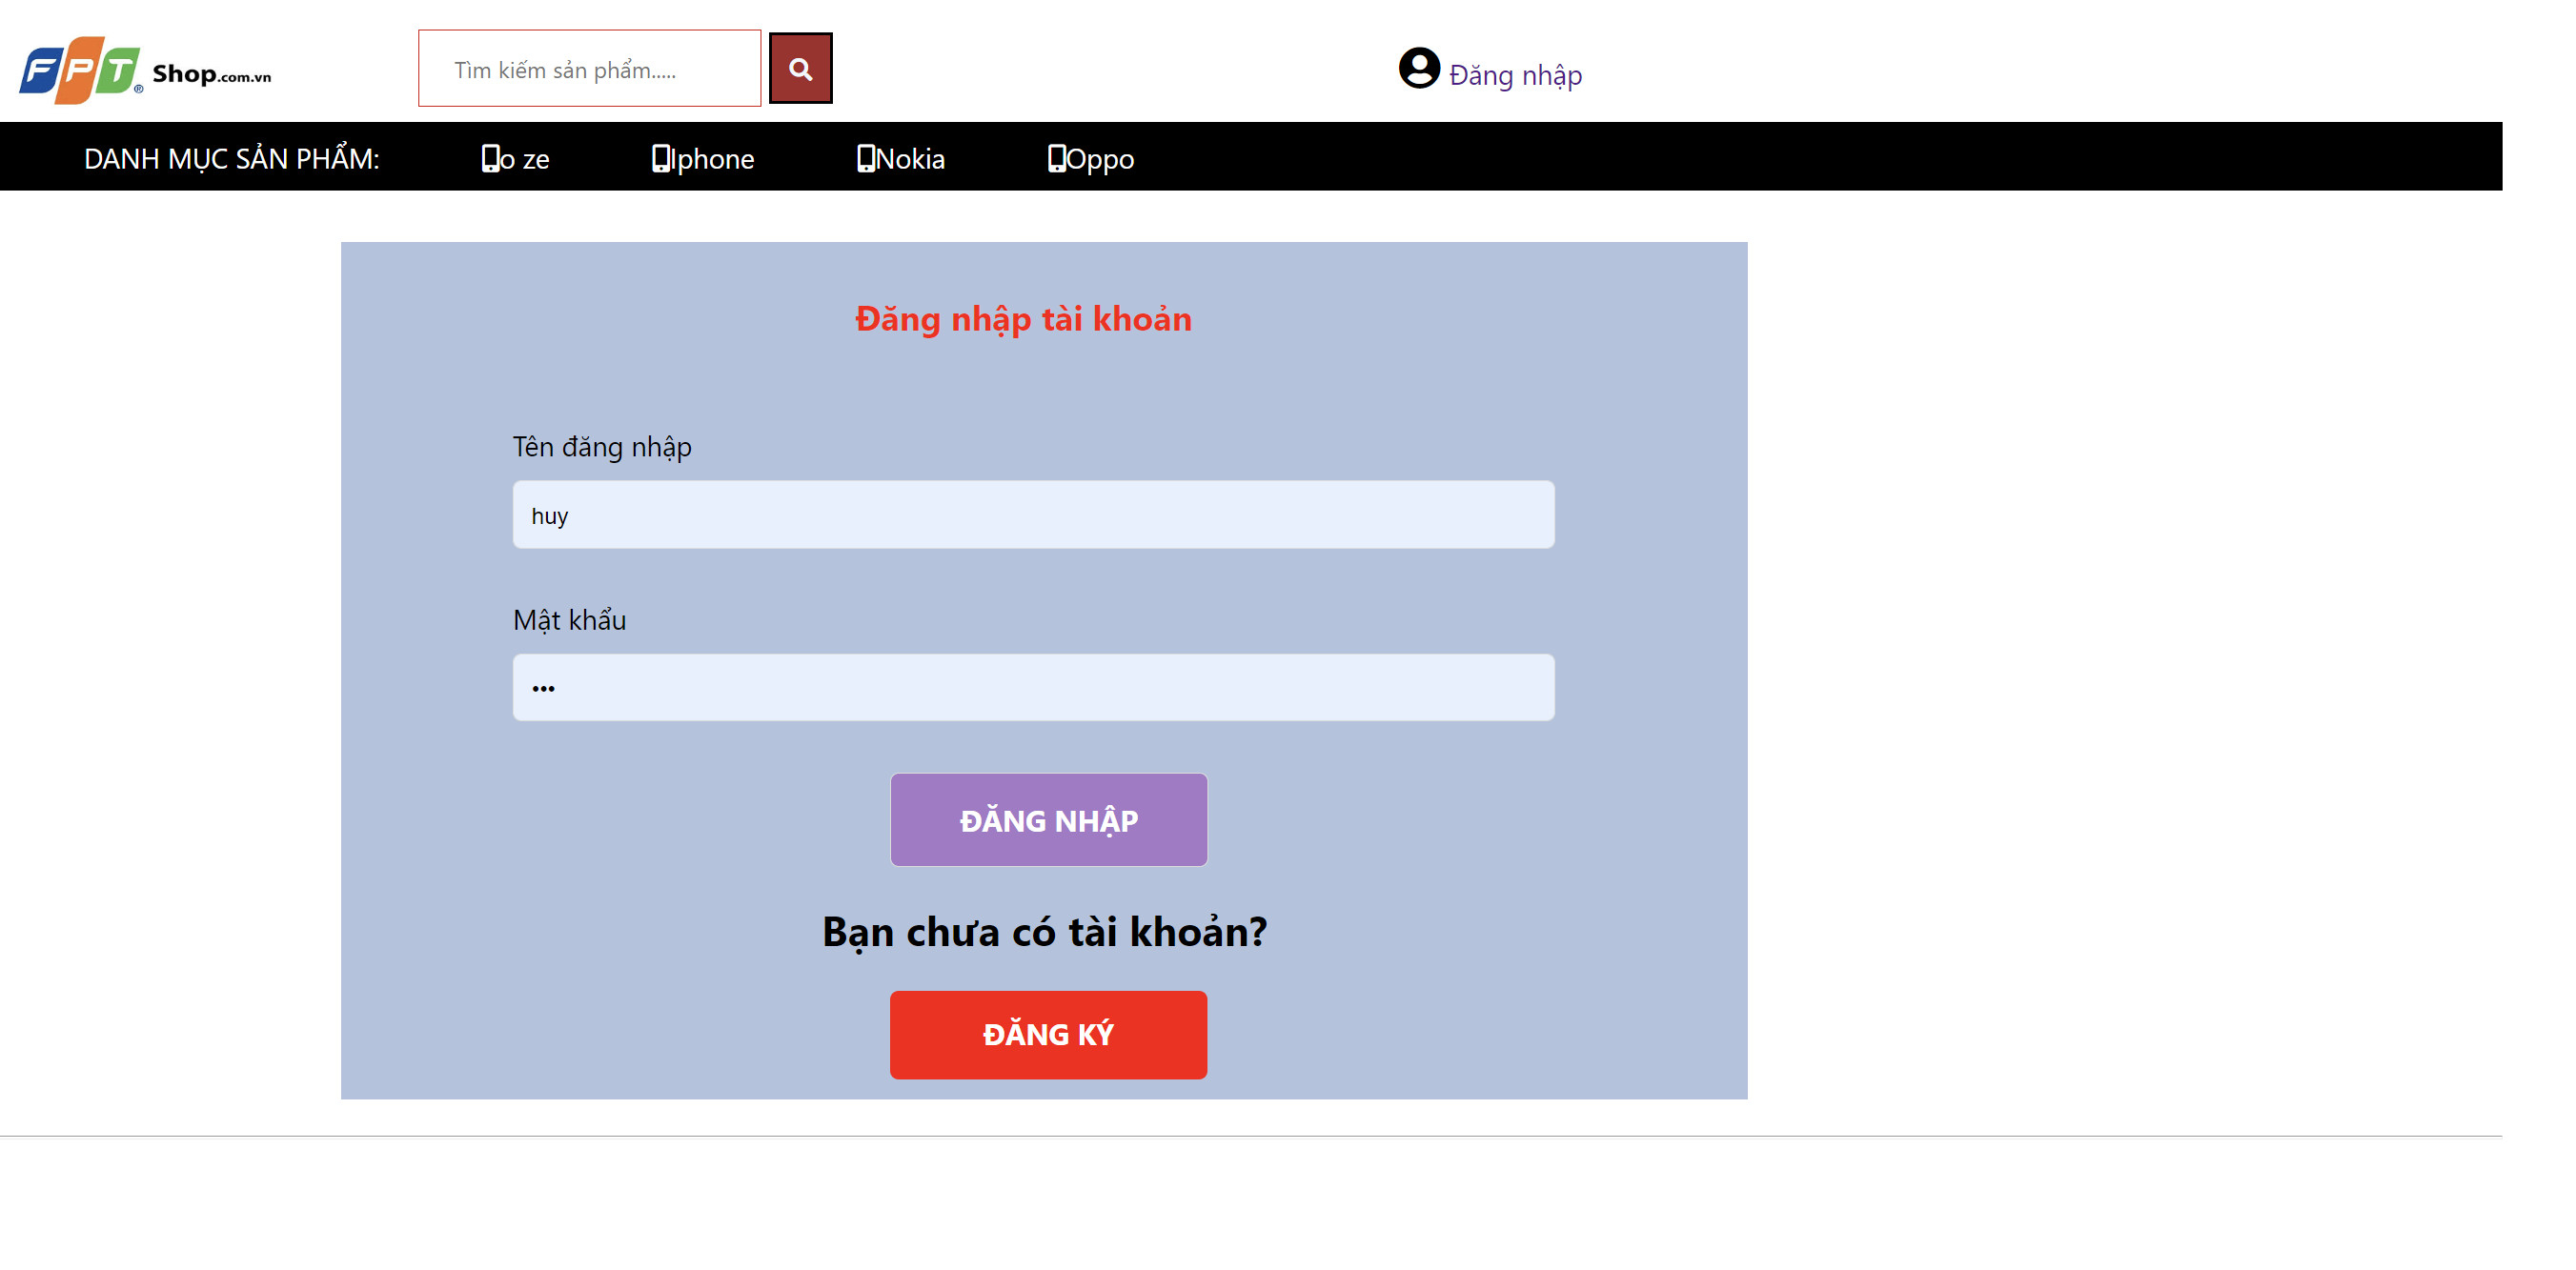 FPT® Shop.com.vn
Tìm kiếm sản phẩm.....
Đăng nhập
DANH MỤC SẢN PHẨM: o ze Iphone Nokia Oppo
Đăng nhập tài khoản
Tên đăng nhập
huy
Mật khẩu
•••
ĐĂNG NHẬP
Bạn chưa có tài khoản?
ĐĂNG KÝ